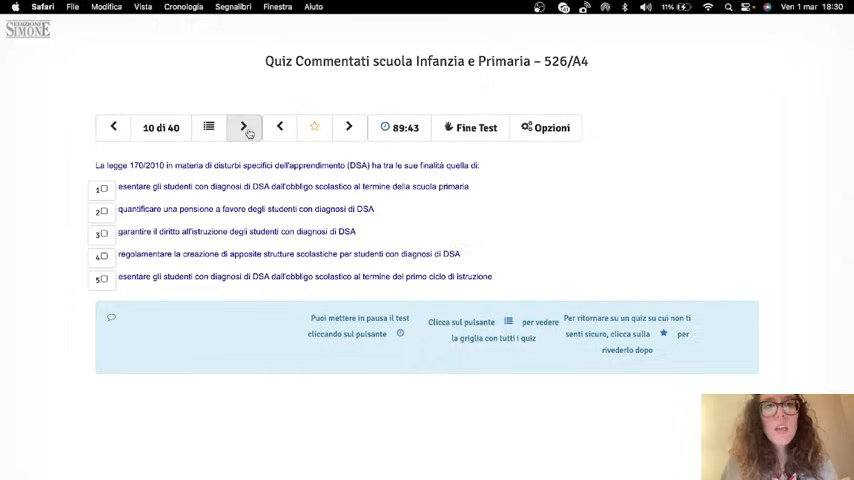 Safari File Modifica Vista Cronologia Segnalibri Finestra Aiuto 11% Ven 1 mar 18:30
EDIZIONI
SIMONE
Quiz Commentati scuola Infanzia e Primaria – 526/A4
10 di 40 89:43 Fine Test Opzioni
La legge 170/2010 in materia di disturbi specifici dell'apprendimento (DSA) ha tra le sue finalità quella di:
1 esentare gli studenti con diagnosi di DSA dall'obbligo scolastico al termine della scuola primaria
2 quantificare una pensione a favore degli studenti con diagnosi di DSA
3 garantire il diritto all'istruzione degli studenti con diagnosi di DSA
4 regolamentare la creazione di apposite strutture scolastiche per studenti con diagnosi di DSA
5 esentare gli studenti con diagnosi di DSA dall'obbligo scolastico al termine del primo ciclo di istruzione
Puoi mettere in pausa il test
cliccando sul pulsante
Clicca sul pulsante per vedere
la griglia con tutti i quiz
Per ritornare su un quiz su cui non ti
senti sicuro, clicca sulla per
rivederlo dopo